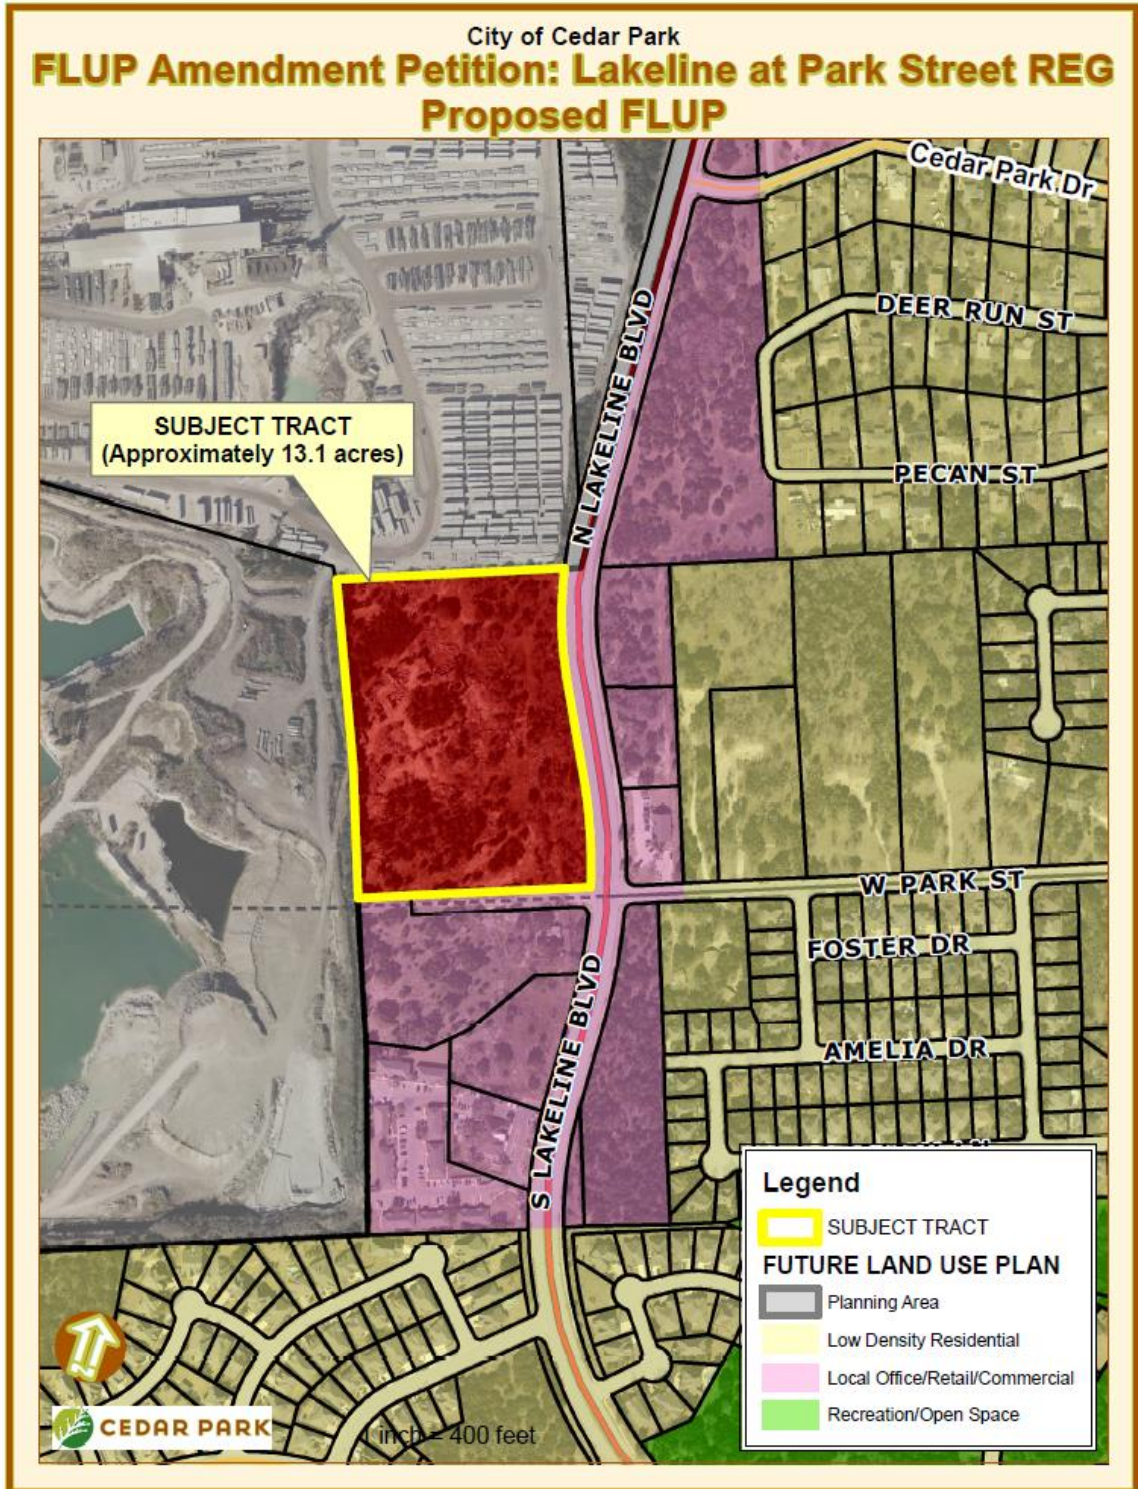 City of Cedar Park
FLUP Amendment Petition: Lakeline at Park Street REG
Proposed FLUP
Cedar Park Dr
DEER RUN ST
N LAKELINE BLVD
SUBJECT TRACT
(Approximately 13.1 acres)
PECAN ST
W PARK ST
FOSTER DR
S LAKELINE BLVD
AMELIA DR
Legend
SUBJECT TRACT
FUTURE LAND USE PLAN
Planning Area
Low Density Residential
Local Office/Retail/Commercial
Recreation/Open Space
CEDAR PARK
inch = 400 feet